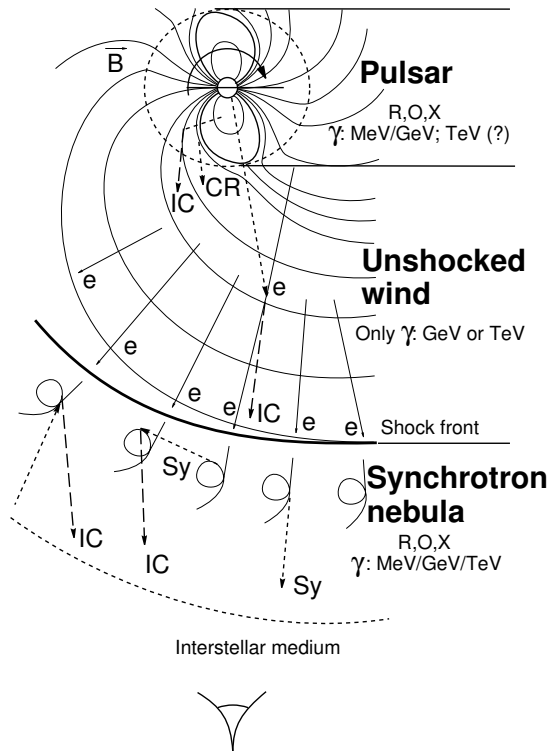 B
Pulsar
R,O,X
γ: MeV/GeV; TeV (?)
CR
IC
Unshocked
wind
Only γ: GeV or TeV
e
e
e
e
e
e
e
IC
Shock front
Sy
Synchrotron
nebula
R,O,X
γ: MeV/GeV/TeV
IC
IC
Sy
Interstellar medium